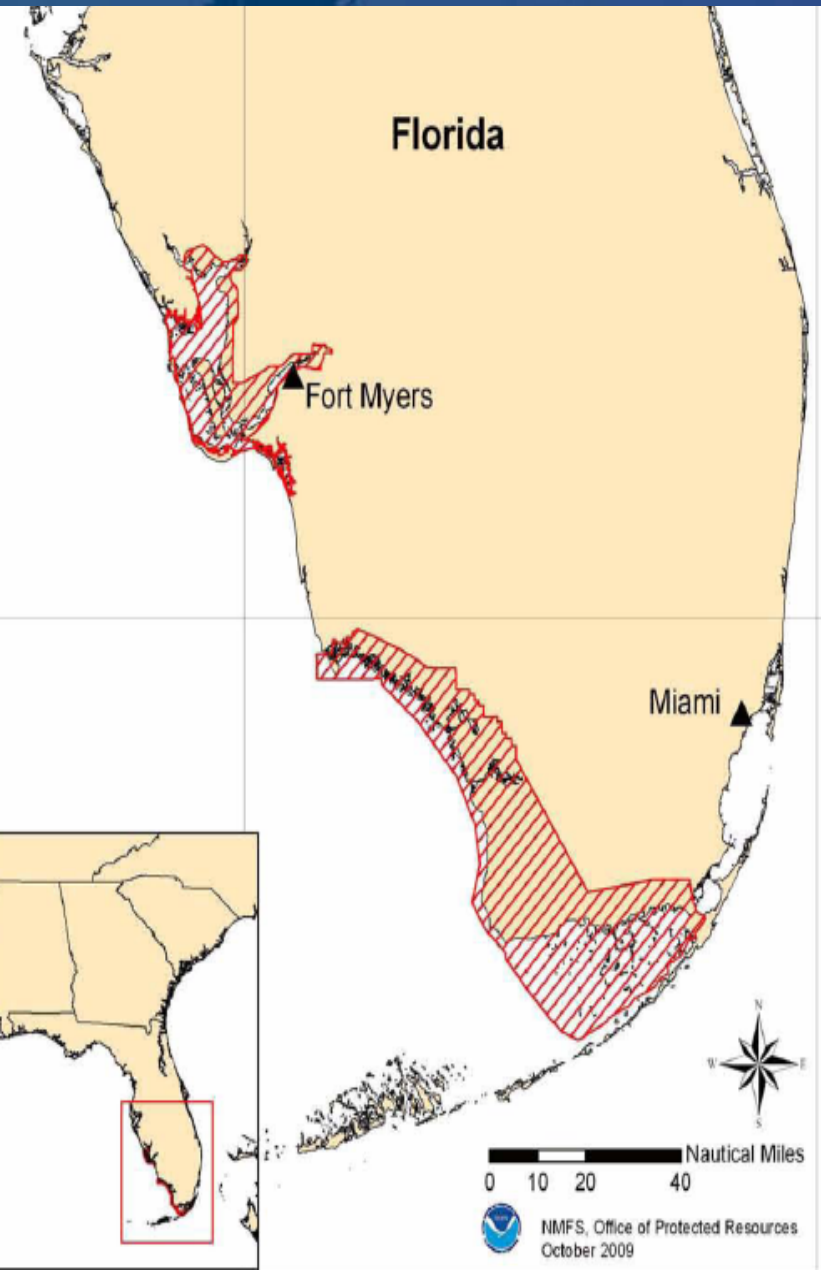 Florida
Fort Myers
Miami
N
W E
S
Nautical Miles
0 10 20 40
NMFS, Office of Protected Resources
October 2009